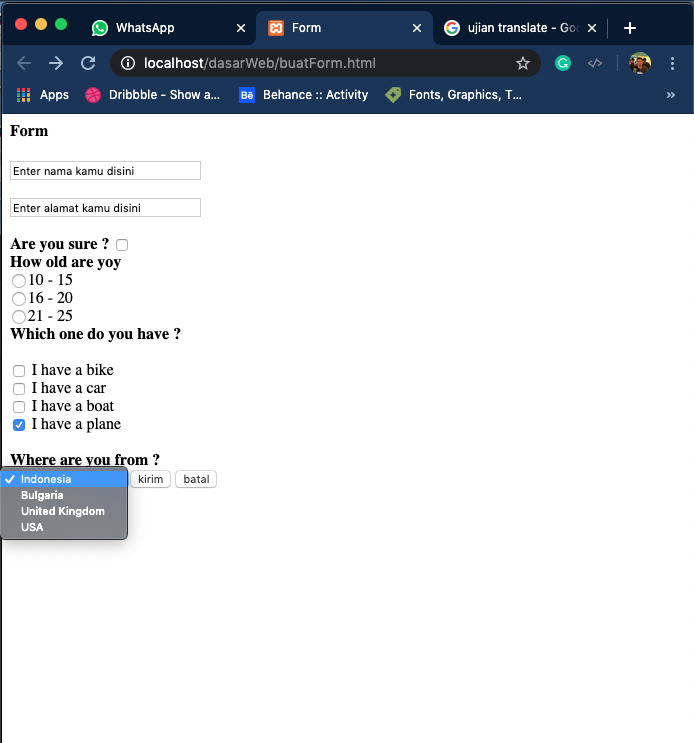 WhatsApp
Form
ujian translate - Goo
localhost/dasarWeb/buatForm.html
Apps
Dribbble - Show a...
Bē
Behance :: Activity
Fonts, Graphics, T...
»
Form
Enter nama kamu disini
Enter alamat kamu disini
Are you sure ?
How old are yoy
10 - 15
16 - 20
21 - 25
Which one do you have ?
I have a bike
I have a car
I have a boat
I have a plane
Where are you from ?
Indonesia kirim batal
Bulgaria
United Kingdom
USA